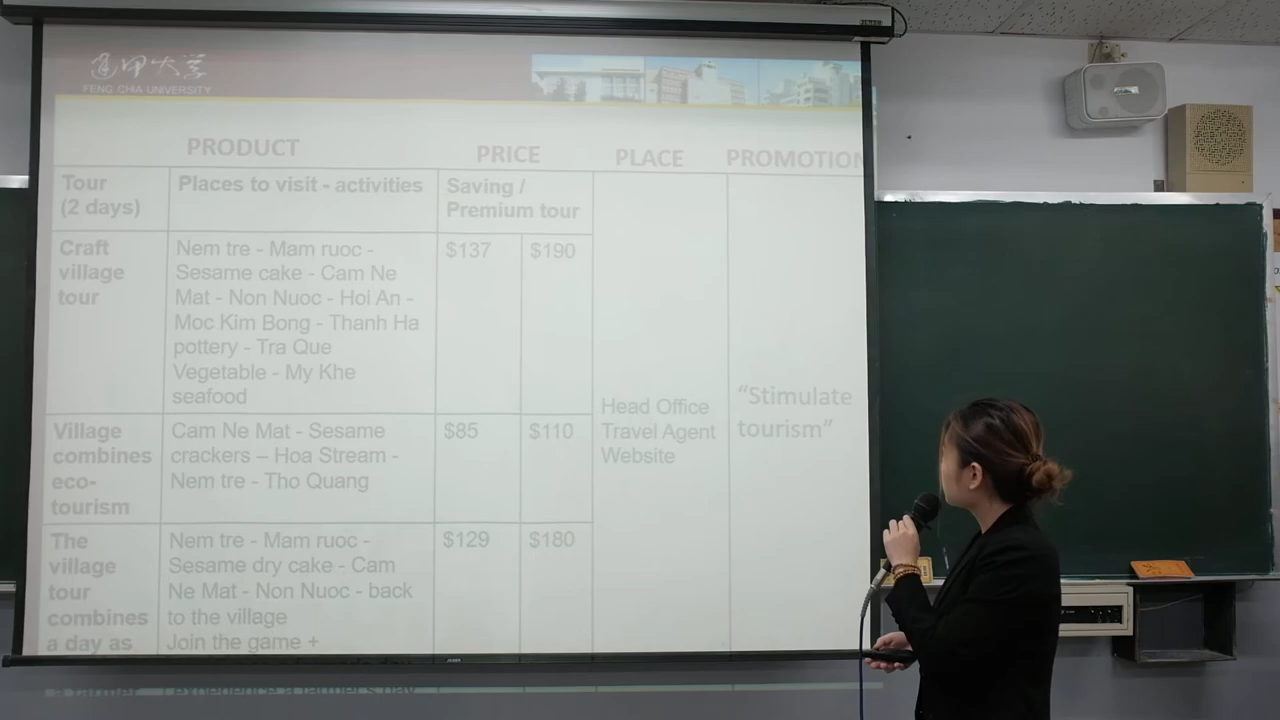 逢甲大學
FENG CHIA UNIVERSITY
PRODUCT
PRICE
PLACE
PROMOTION
Tour
(2 days)
Places to visit - activities
Saving /
Premium tour
Craft
village
tour
Nem tre - Mam ruoc -
Sesame cake - Cam Ne
Mat - Non Nuoc - Hoi An -
Moc Kim Bong - Thanh Ha
pottery - Tra Que
Vegetable - My Khe
seafood
$137
$190
Village
combines
eco-
tourism
Cam Ne Mat - Sesame
crackers – Hoa Stream -
Nem tre - Tho Quang
$85
$110
Head Office
Travel Agent
Website
“Stimulate
tourism”
The
village
tour
combines
a day as
a farmer
Nem tre - Mam ruoc -
Sesame dry cake - Cam
Ne Mat - Non Nuoc - back
to the village
Join the game +
experience a farmer's day
$129
$180